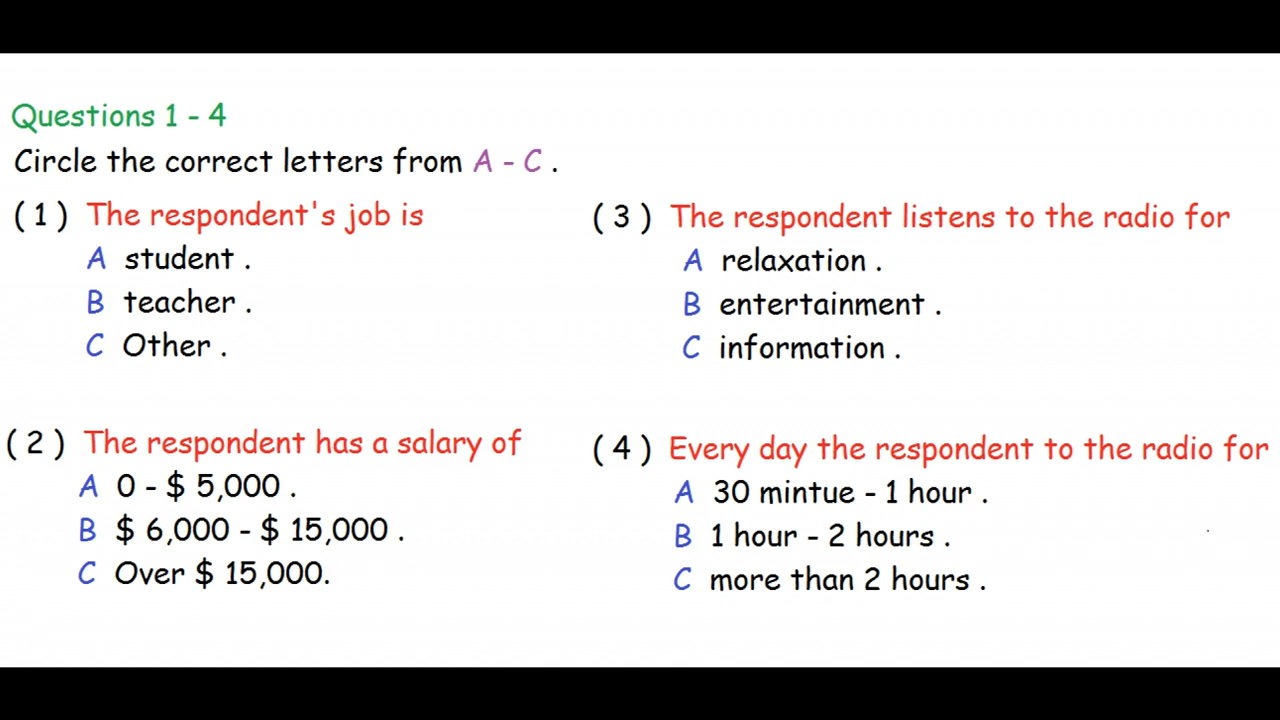 Questions 1 - 4
Circle the correct letters from A - C .
( 1 ) The respondent's job is
A student .
B teacher .
C Other .
( 2 ) The respondent has a salary of
A 0 - $ 5,000 .
B $ 6,000 - $ 15,000 .
C Over $ 15,000.
( 3 ) The respondent listens to the radio for
A relaxation .
B entertainment .
C information .
( 4 ) Every day the respondent to the radio for
A 30 mintue - 1 hour .
B 1 hour - 2 hours .
C more than 2 hours .